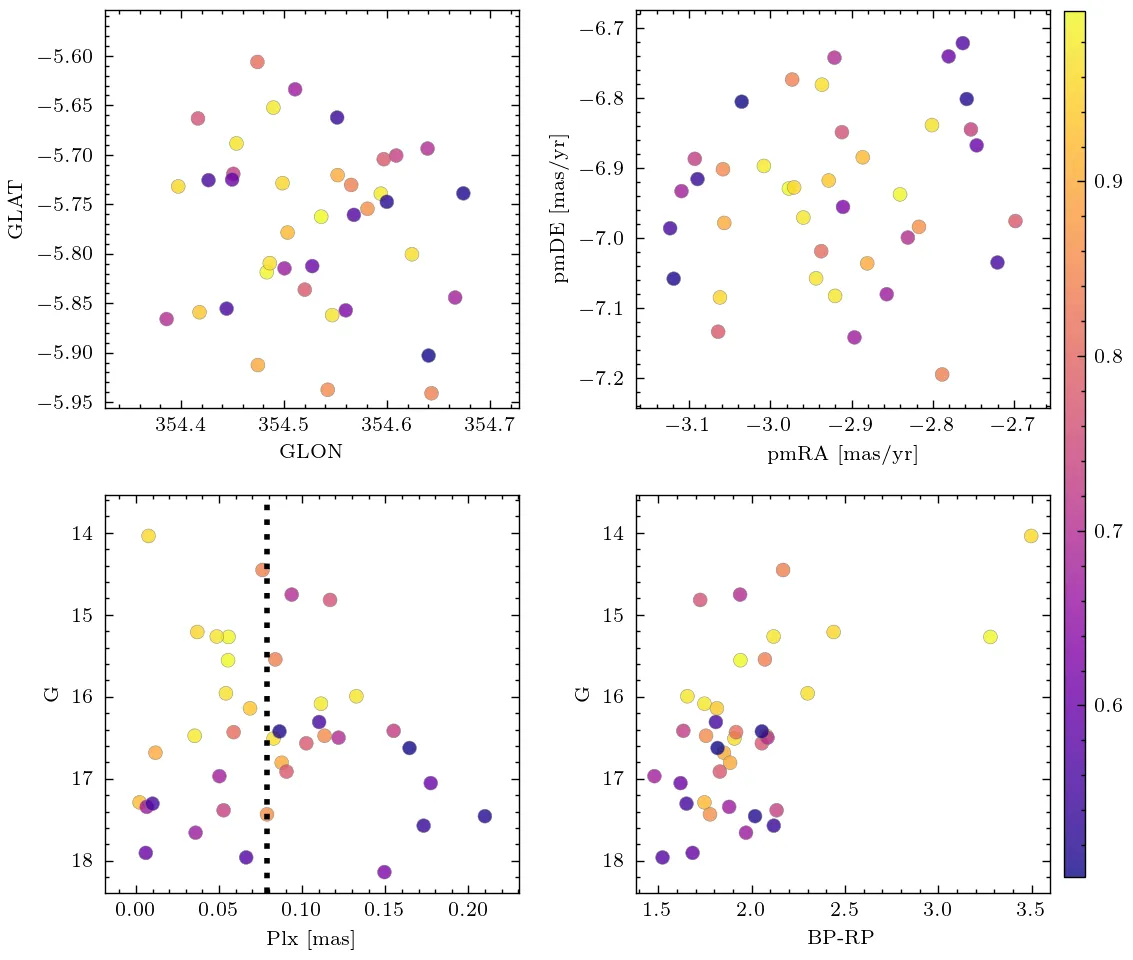 −5.60
−5.65
−5.70
−5.75
−5.80
−5.85
−5.90
−5.95
GLAT
354.4 354.5 354.6 354.7
GLON
−6.7
−6.8
−6.9
−7.0
−7.1
−7.2
pmDE [mas/yr]
−3.1 −3.0 −2.9 −2.8 −2.7
pmRA [mas/yr]
0.9
0.8
0.7
0.6
14
15
16
17
18
G
0.00 0.05 0.10 0.15 0.20
Plx [mas]
14
15
16
17
18
G
1.5 2.0 2.5 3.0 3.5
BP-RP